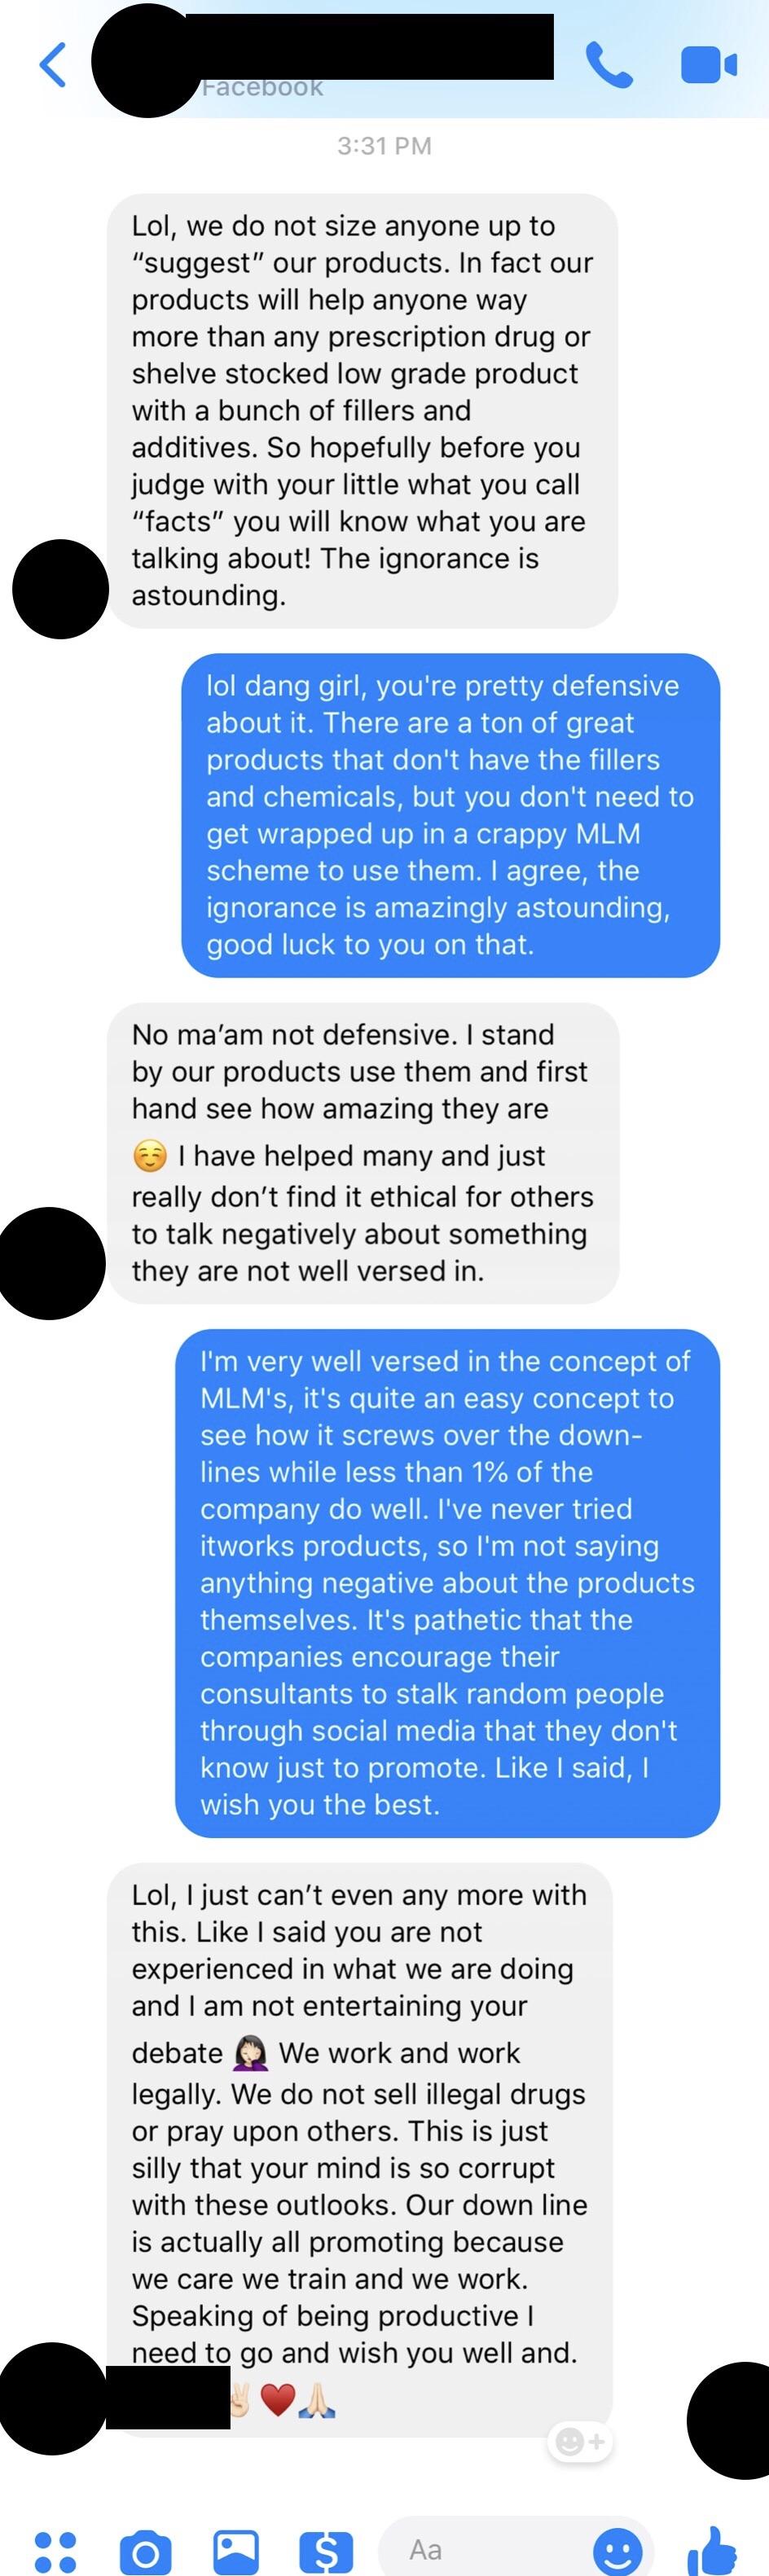 Facebook
3:31 PM
Lol, we do not size anyone up to
“suggest” our products. In fact our
products will help anyone way
more than any prescription drug or
shelve stocked low grade product
with a bunch of fillers and
additives. So hopefully before you
judge with your little what you call
“facts” you will know what you are
talking about! The ignorance is
astounding.
lol dang girl, you're pretty defensive
about it. There are a ton of great
products that don't have the fillers
and chemicals, but you don't need to
get wrapped up in a crappy MLM
scheme to use them. I agree, the
ignorance is amazingly astounding,
good luck to you on that.
No ma’am not defensive. I stand
by our products use them and first
hand see how amazing they are
☺️ I have helped many and just
really don’t find it ethical for others
to talk negatively about something
they are not well versed in.
I'm very well versed in the concept of
MLM's, it's quite an easy concept to
see how it screws over the down-
lines while less than 1% of the
company do well. I've never tried
itworks products, so I'm not saying
anything negative about the products
themselves. It's pathetic that the
companies encourage their
consultants to stalk random people
through social media that they don't
know just to promote. Like I said, I
wish you the best.
Lol, I just can’t even any more with
this. Like I said you are not
experienced in what we are doing
and I am not entertaining your
debate 🤦🏻‍♀️ We work and work
legally. We do not sell illegal drugs
or pray upon others. This is just
silly that your mind is so corrupt
with these outlooks. Our down line
is actually all promoting because
we care we train and we work.
Speaking of being productive I
need to go and wish you well and.
✌🏻♥️🙏🏻
Aa